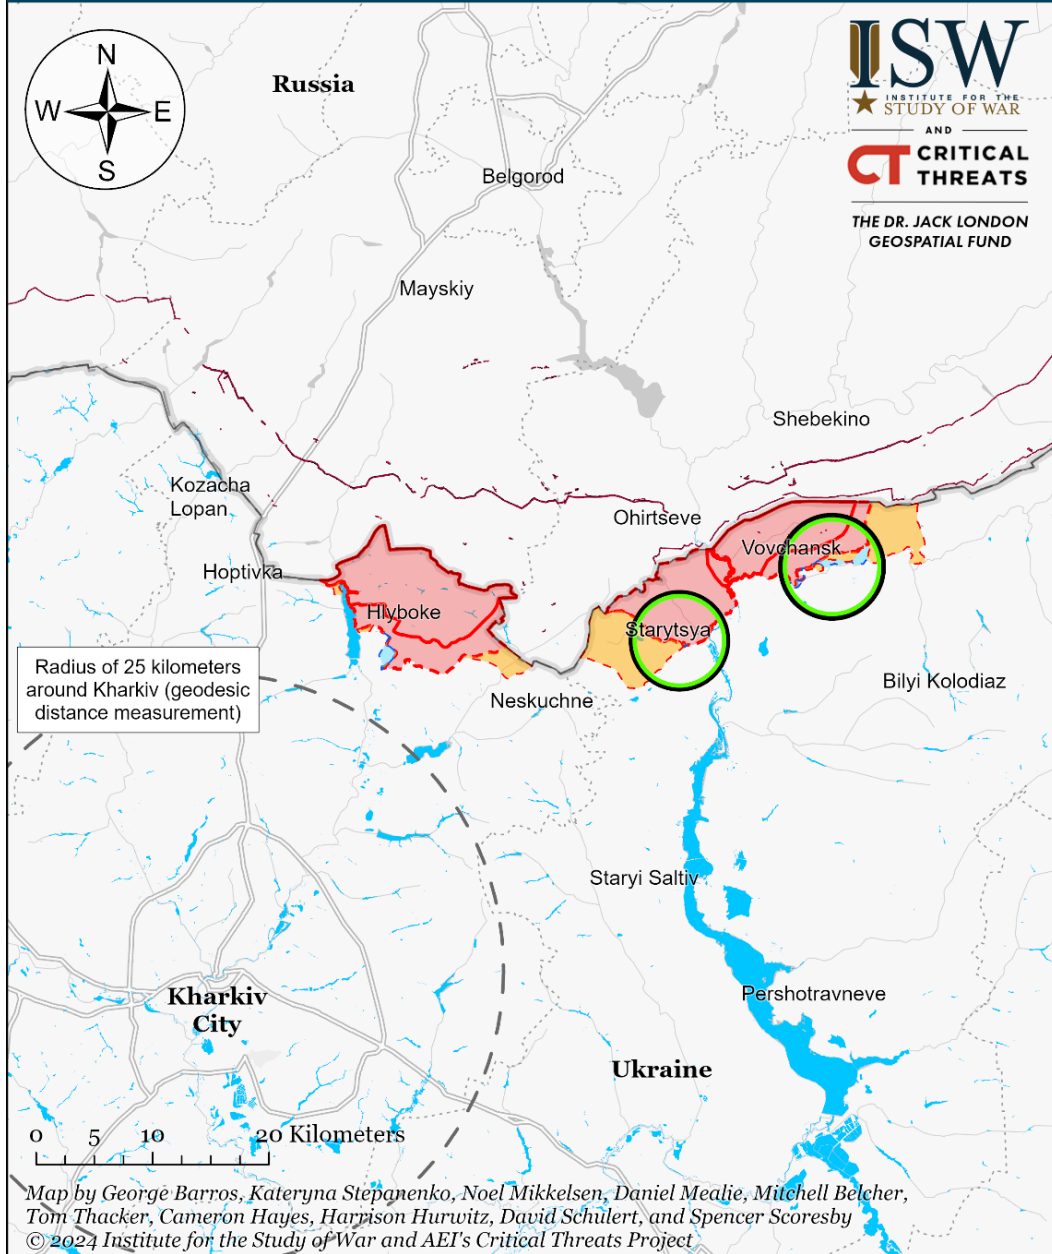 N
W
E
S
Russia
ISW
INSTITUTE FOR THE
STUDY OF WAR
AND
CT CRITICAL
THREATS
THE DR. JACK LONDON
GEOSPATIAL FUND
Belgorod
Mayskiy
Shebekino
Kozacha
Lopan
Ohirtseve
Vovchansk
Hoptivka
Hlyboke
Starytsya
Radius of 25 kilometers
around Kharkiv (geodesic
distance measurement)
Bilyi Kolodiaz
Neskuchne
Staryi Saltiv
Pershotravneve
Kharkiv
City
Ukraine
0 5 10 20 Kilometers
Map by George Barros, Kateryna Stepanenko, Noel Mikkelsen, Daniel Mealie, Mitchell Belcher,
Tom Thacker, Cameron Hayes, Harrison Hurwitz, David Schulert, and Spencer Scoresby
© 2024 Institute for the Study of War and AEI's Critical Threats Project